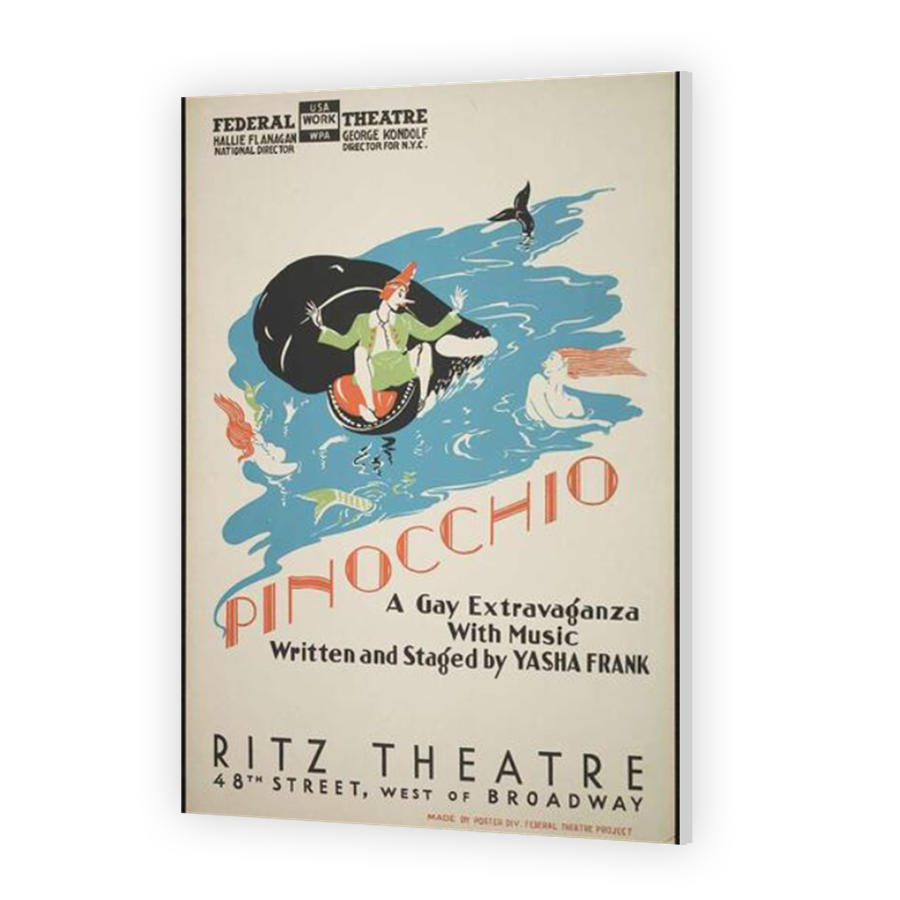 FEDERAL USA WORK WPA THEATRE
HALLIE FLANAGAN GEORGE KONDOLF
NATIONAL DIRECTOR DIRECTOR FOR N.Y.C.
PINOCCHIO
A Gay Extravaganza
With Music
Written and Staged by YASHA FRANK
RITZ THEATRE
48TH STREET, WEST OF BROADWAY
MADE BY POSTER DIV. FEDERAL THEATRE PROJECT